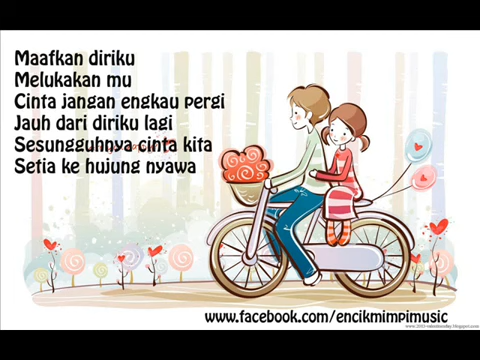 Maafkan diriku
Melukakan mu
Cinta jangan engkau pergi
Jauh dari diriku lagi
Sesungguhnya cinta kita
Setia ke hujung nyawa
www.facebook.com/encikmimpimusic